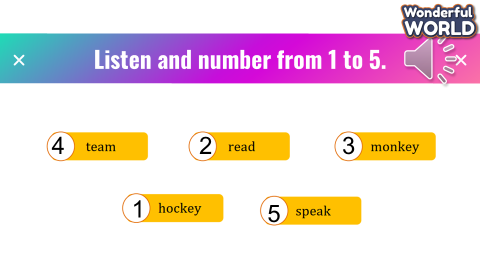 Wonderful
WORLD
× Listen and number from 1 to 5. ×
4 team 2 read 3 monkey
1 hockey 5 speak